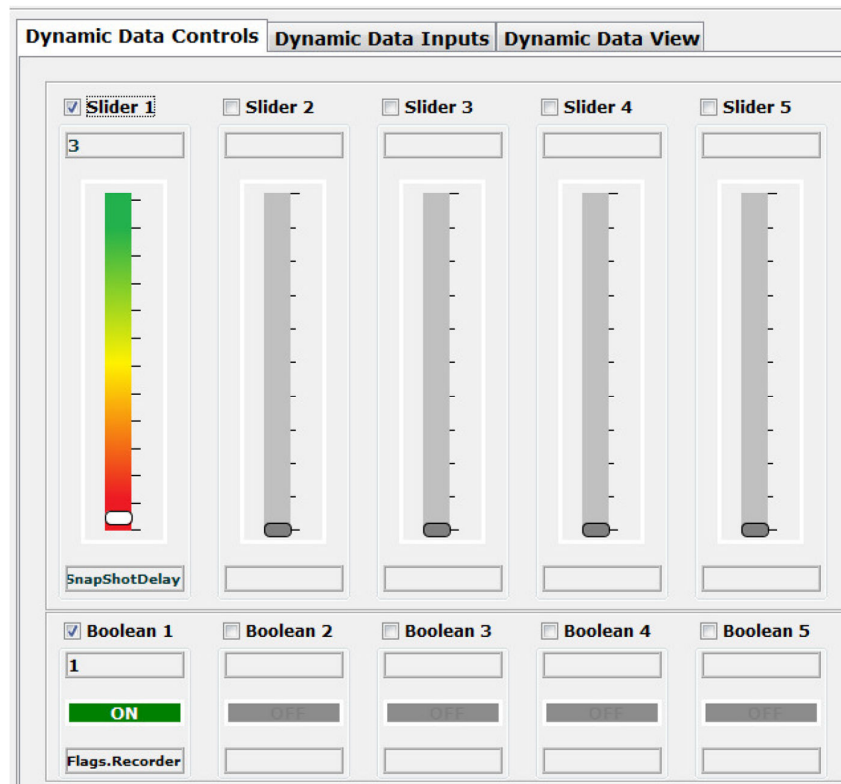 Dynamic Data Controls Dynamic Data Inputs Dynamic Data View
Slider 1 Slider 2 Slider 3 Slider 4 Slider 5
3
SnapShotDelay
Boolean 1 Boolean 2 Boolean 3 Boolean 4 Boolean 5
1
ON OFF OFF OFF OFF
Flags.Recorder